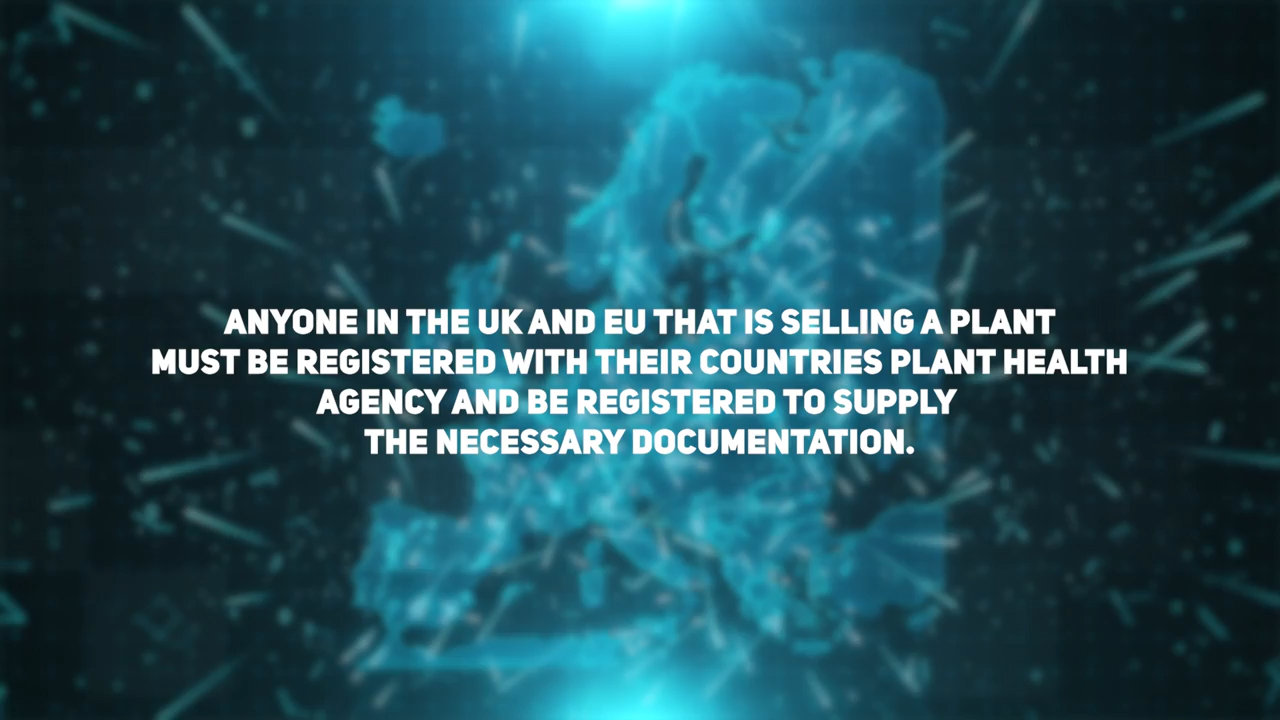 ANYONE IN THE UK AND EU THAT IS SELLING A PLANT
MUST BE REGISTERED WITH THEIR COUNTRIES PLANT HEALTH
AGENCY AND BE REGISTERED TO SUPPLY
THE NECESSARY DOCUMENTATION.